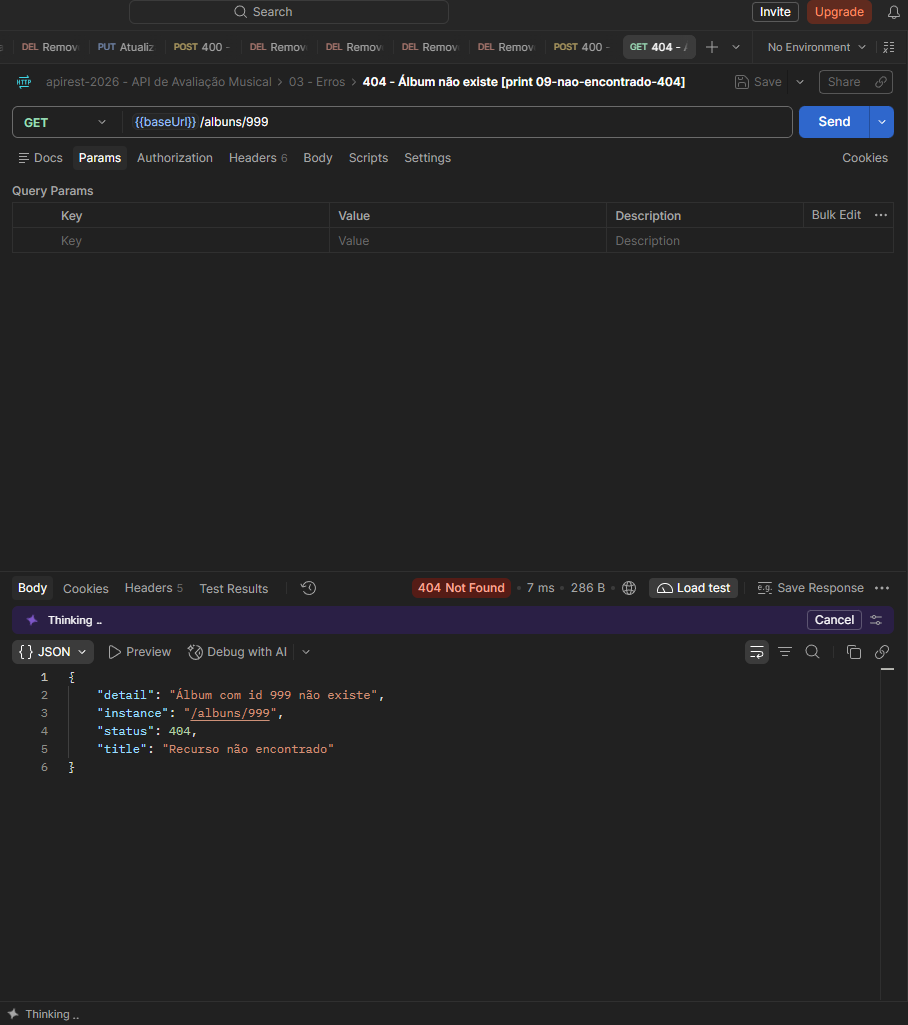 Search
Invite
Upgrade
DEL Remov
PUT Atualiz
POST 400 -
DEL Remov
DEL Remov
DEL Remov
DEL Remov
POST 400 -
GET 404 - /
No Environment
HTTP apirest-2026 - API de Avaliação Musical > 03 - Erros > 404 - Álbum não existe [print 09-nao-encontrado-404]
Save
Share
GET
{{baseUrl}} /albuns/999
Send
Docs
Params
Authorization
Headers 6
Body
Scripts
Settings
Cookies
Query Params
Key
Value
Description
Bulk Edit
Key
Value
Description
Body
Cookies
Headers 5
Test Results
404 Not Found
7 ms
286 B
Load test
e.g. Save Response
Thinking ..
Cancel
{} JSON
Preview
Debug with AI
1 {
2 "detail": "Álbum com id 999 não existe",
3 "instance": "/albuns/999",
4 "status": 404,
5 "title": "Recurso não encontrado"
6 }
Thinking ..